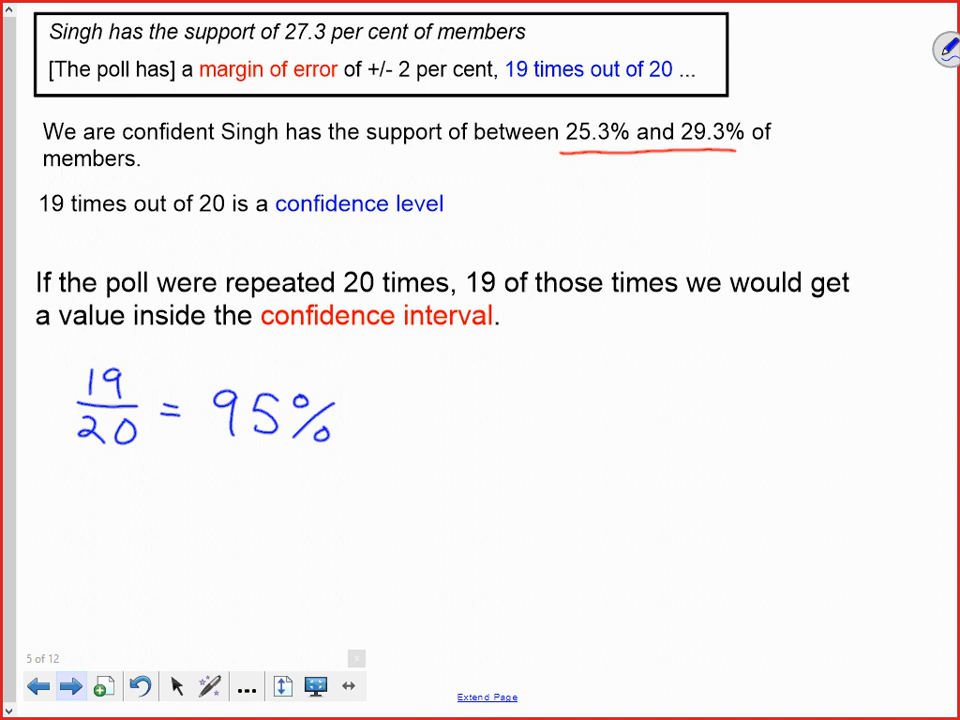 Singh has the support of 27.3 per cent of members
[The poll has] a margin of error of +/- 2 per cent, 19 times out of 20 ...
We are confident Singh has the support of between 25.3% and 29.3% of
members.
19 times out of 20 is a confidence level
If the poll were repeated 20 times, 19 of those times we would get
a value inside the confidence interval.
19
20 = 95%
5 of 12
Extend Page